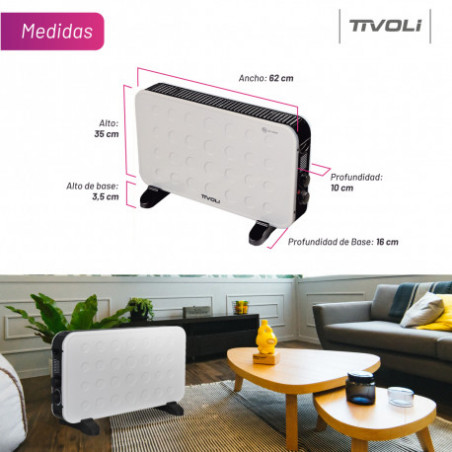 Medidas
TIVOLI
Ancho: 62 cm
Alto:
35 cm
Profundidad:
10 cm
Alto de base:
3,5 cm
TIVOLI
Profundidad de Base: 16 cm